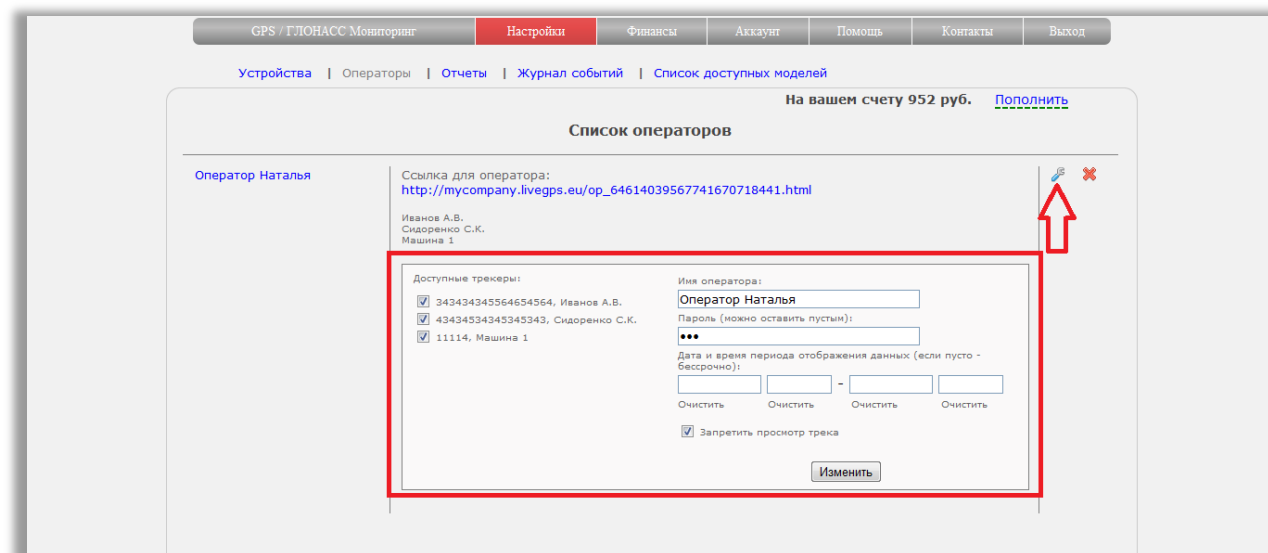 GPS / ГЛОНАСС Мониторинг Настройки Финансы Аккаунт Помощь Контакты Выход
Устройства | Операторы | Отчеты | Журнал событий | Список доступных моделей
На вашем счету 952 руб. Пополнить
Список операторов
Оператор Наталья
Ссылка для оператора:
http://mycompany.livegps.eu/op_64614039567741670718441.html
Иванов А.В.
Сидоренко С.К.
Машина 1
Доступные трекеры:
343434345564654564, Иванов А.В.
43434534345345343, Сидоренко С.К.
11114, Машина 1
Имя оператора:
Оператор Наталья
Пароль (можно оставить пустым):
•••
Дата и время периода отображения данных (если пусто -
бессрочно):
–
Очистить Очистить Очистить Очистить
Запретить просмотр трека
Изменить